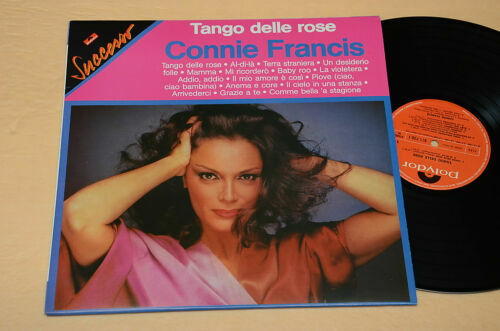 Successo
Tango delle rose
Connie Francis
Tango delle rose • Al-di-là • Terra straniera • Un desiderio
folle • Mamma • Mi ricorderò • Baby roo • La violetera •
Addio, addio • Il mio amore è così • Piove (ciao,
ciao bambina) • Anema e core • Il cielo in una stanza •
Arrivederci • Grazie a te • Comme bella 'a stagione
polydor